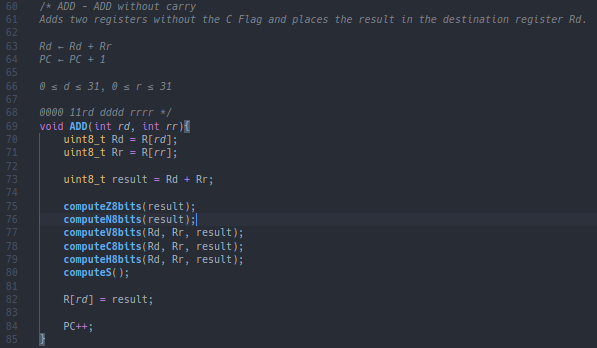 60 /* ADD - ADD without carry
61 Adds two registers without the C Flag and places the result in the destination register Rd.
62
63 Rd ← Rd + Rr
64 PC ← PC + 1
65
66 0 ≤ d ≤ 31, 0 ≤ r ≤ 31
67
68 0000 11rd dddd rrrr */
69 void ADD(int rd, int rr){
70     uint8_t Rd = R[rd];
71     uint8_t Rr = R[rr];
72
73     uint8_t result = Rd + Rr;
74
75     computeZ8bits(result);
76     computeN8bits(result);
77     computeV8bits(Rd, Rr, result);
78     computeC8bits(Rd, Rr, result);
79     computeH8bits(Rd, Rr, result);
80     computeS();
81
82     R[rd] = result;
83
84     PC++;
85 }